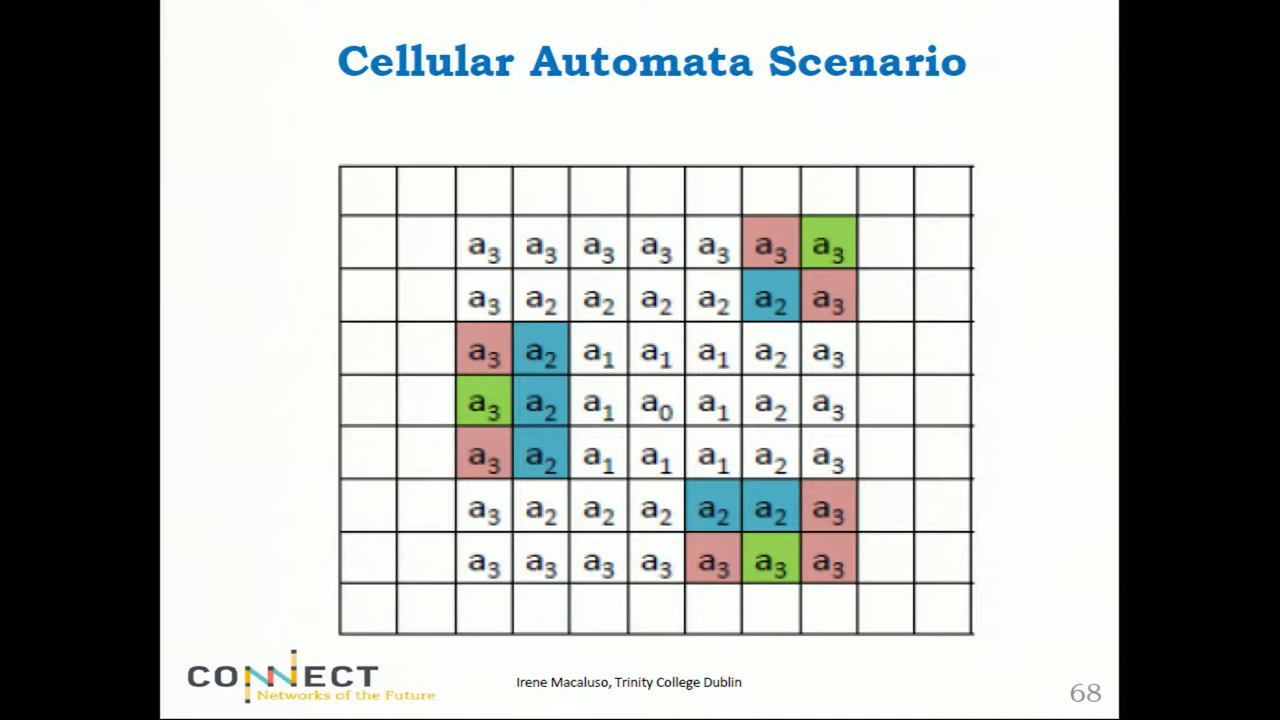 Cellular Automata Scenario
a3 a3 a3 a3 a3 a3 a3
a3 a2 a2 a2 a2 a2 a3
a3 a2 a1 a1 a1 a2 a3
a3 a2 a1 a0 a1 a2 a3
a3 a2 a1 a1 a1 a2 a3
a3 a2 a2 a2 a2 a2 a3
a3 a3 a3 a3 a3 a3 a3
CONNECT
Networks of the Future
Irene Macaluso, Trinity College Dublin
68